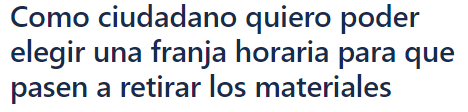 Como ciudadano quiero poder
elegir una franja horaria para que
pasen a retirar los materiales